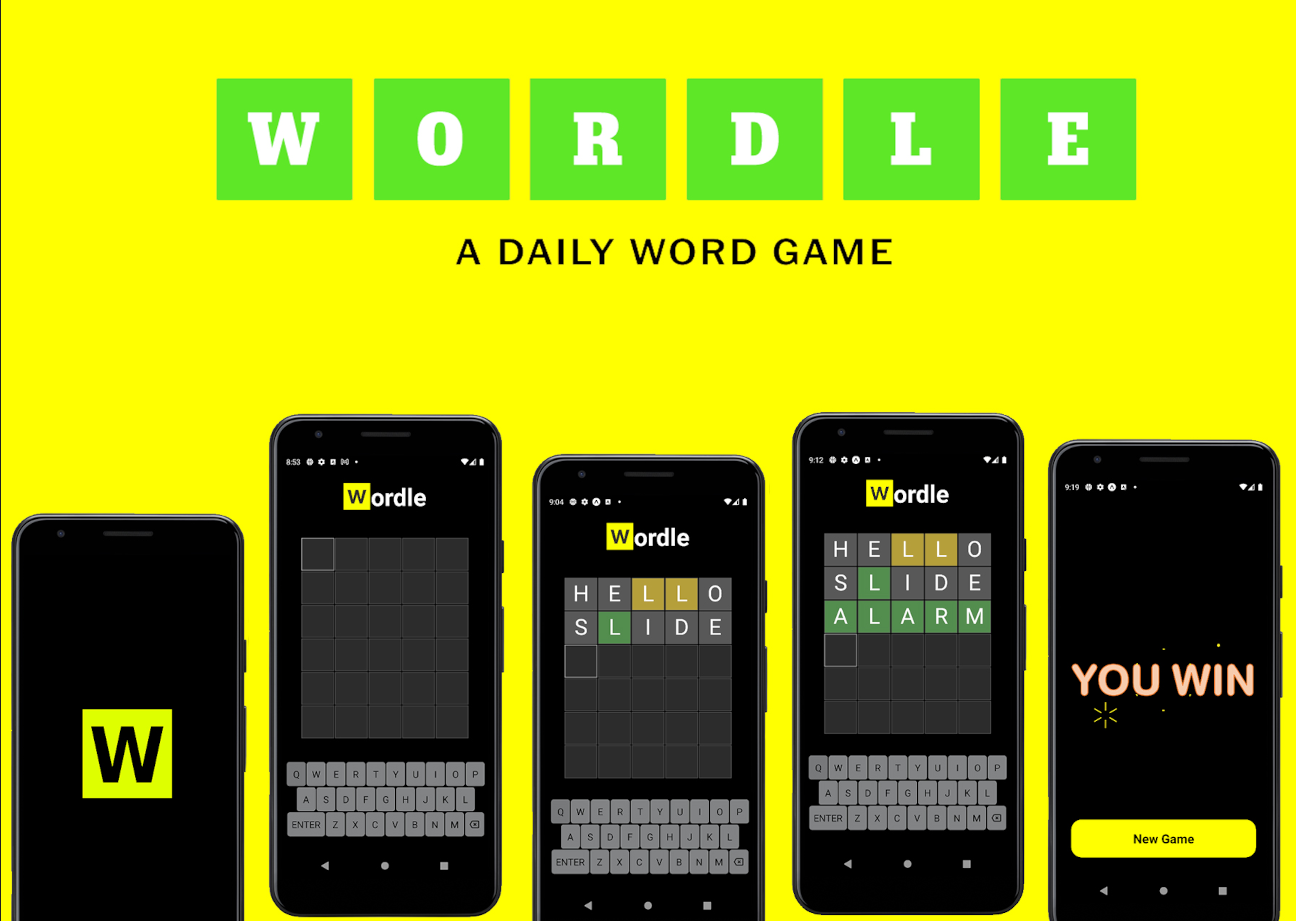 W O R D L E
A DAILY WORD GAME
W
8:53
Wordle
Q W E R T Y U I O P
A S D F G H J K L
ENTER Z X C V B N M
9:04
Wordle
H E L L O
S L I D E
Q W E R T Y U I O P
A S D F G H J K L
ENTER Z X C V B N M
9:12
Wordle
H E L L O
S L I D E
A L A R M
Q W E R T Y U I O P
A S D F G H J K L
ENTER Z X C V B N M
9:19
YOU WIN
New Game